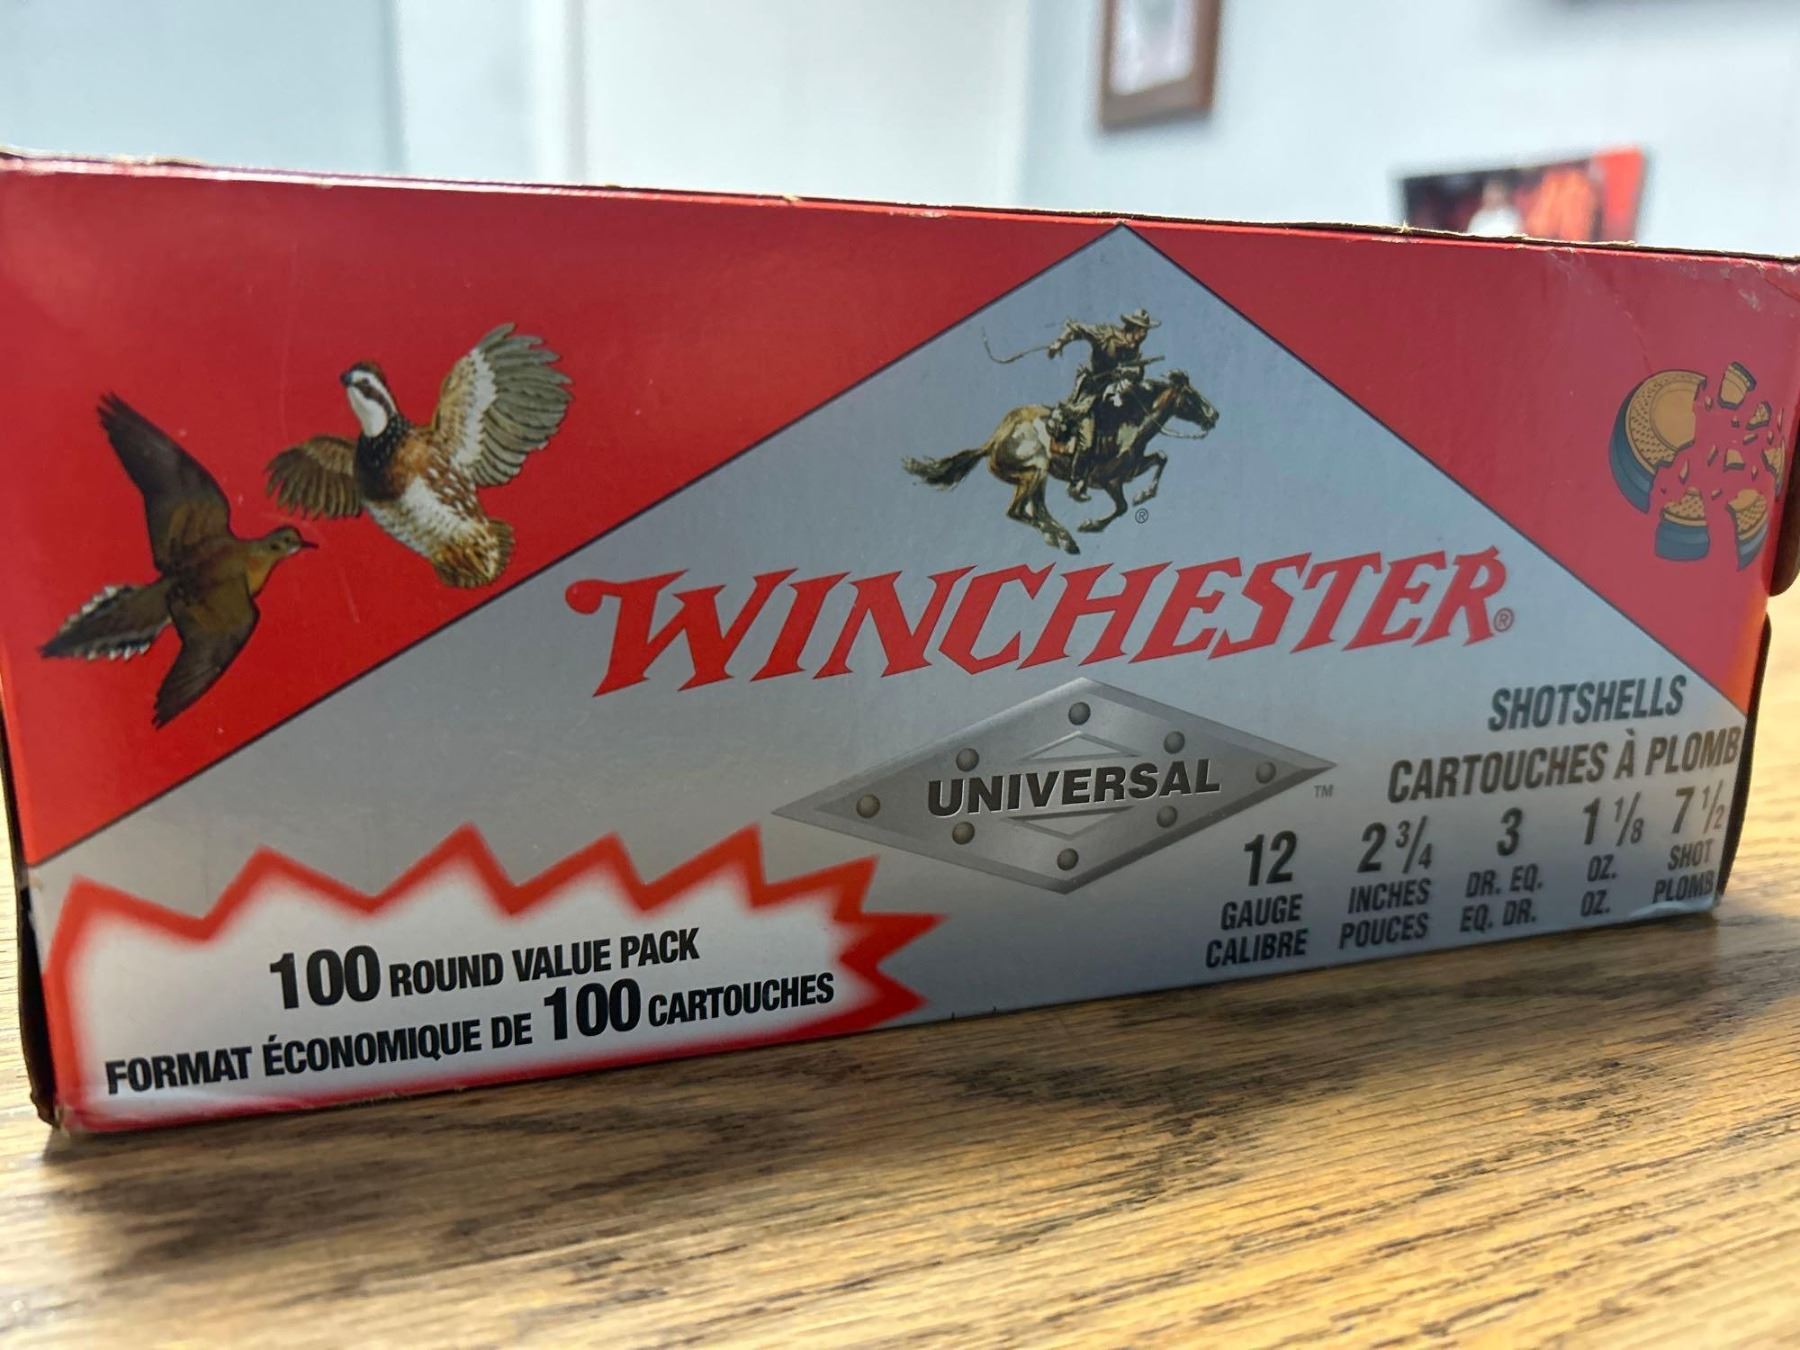 WINCHESTER®
UNIVERSAL™
SHOTSHELLS
CARTOUCHES À PLOMB
12 2 3/4 3 1 1/8 7 1/2
GAUGE INCHES DR. EQ. OZ. SHOT
CALIBRE POUCES EQ. DR. OZ. PLOMB
100 ROUND VALUE PACK
FORMAT ÉCONOMIQUE DE 100 CARTOUCHES